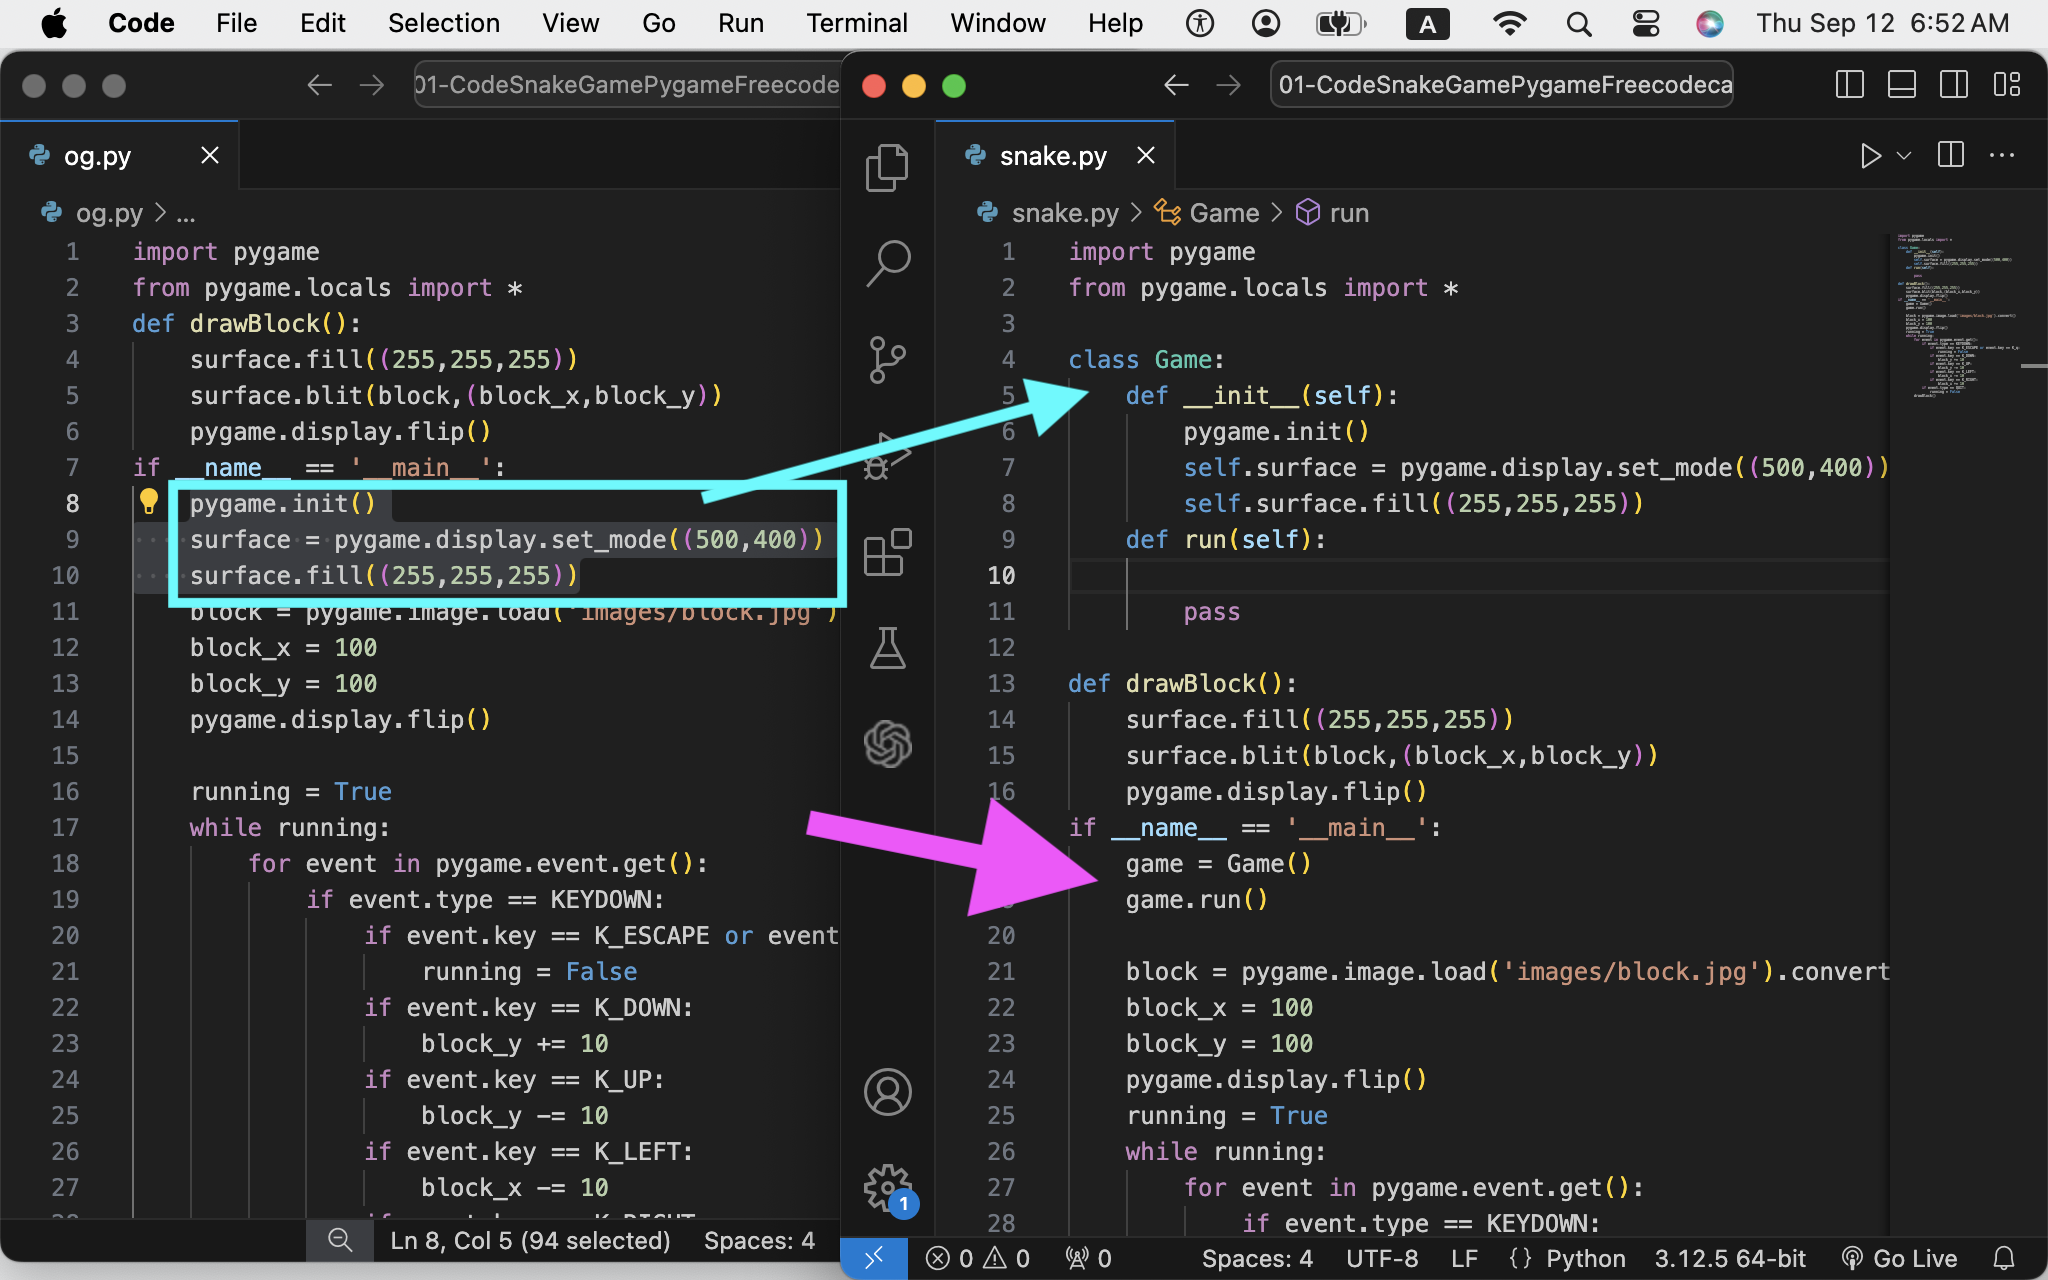 Code File Edit Selection View Go Run Terminal Window Help A Thu Sep 12 6:52 AM
01-CodeSnakeGamePygameFreecode
og.py
og.py > ...
1 import pygame
2 from pygame.locals import *
3 def drawBlock():
4 surface.fill((255,255,255))
5 surface.blit(block,(block_x,block_y))
6 pygame.display.flip()
7 if __name__ == '__main__':
8 pygame.init()
9 surface = pygame.display.set_mode((500,400))
10 surface.fill((255,255,255))
11 block = pygame.image.load('images/block.jpg')
12 block_x = 100
13 block_y = 100
14 pygame.display.flip()
15
16 running = True
17 while running:
18 for event in pygame.event.get():
19 if event.type == KEYDOWN:
20 if event.key == K_ESCAPE or event
21 running = False
22 if event.key == K_DOWN:
23 block_y += 10
24 if event.key == K_UP:
25 block_y -= 10
26 if event.key == K_LEFT:
27 block_x -= 10
Ln 8, Col 5 (94 selected) Spaces: 4
01-CodeSnakeGamePygameFreecodeca
snake.py
snake.py > Game > run
1 import pygame
2 from pygame.locals import *
3
4 class Game:
5 def __init__(self):
6 pygame.init()
7 self.surface = pygame.display.set_mode((500,400))
8 self.surface.fill((255,255,255))
9 def run(self):
10
11 pass
12
13 def drawBlock():
14 surface.fill((255,255,255))
15 surface.blit(block,(block_x,block_y))
16 pygame.display.flip()
if __name__ == '__main__':
game = Game()
game.run()
20
21 block = pygame.image.load('images/block.jpg').convert
22 block_x = 100
23 block_y = 100
24 pygame.display.flip()
25 running = True
26 while running:
27 for event in pygame.event.get():
28 if event.type == KEYDOWN:
1
0 0 0 Spaces: 4 UTF-8 LF {} Python 3.12.5 64-bit Go Live